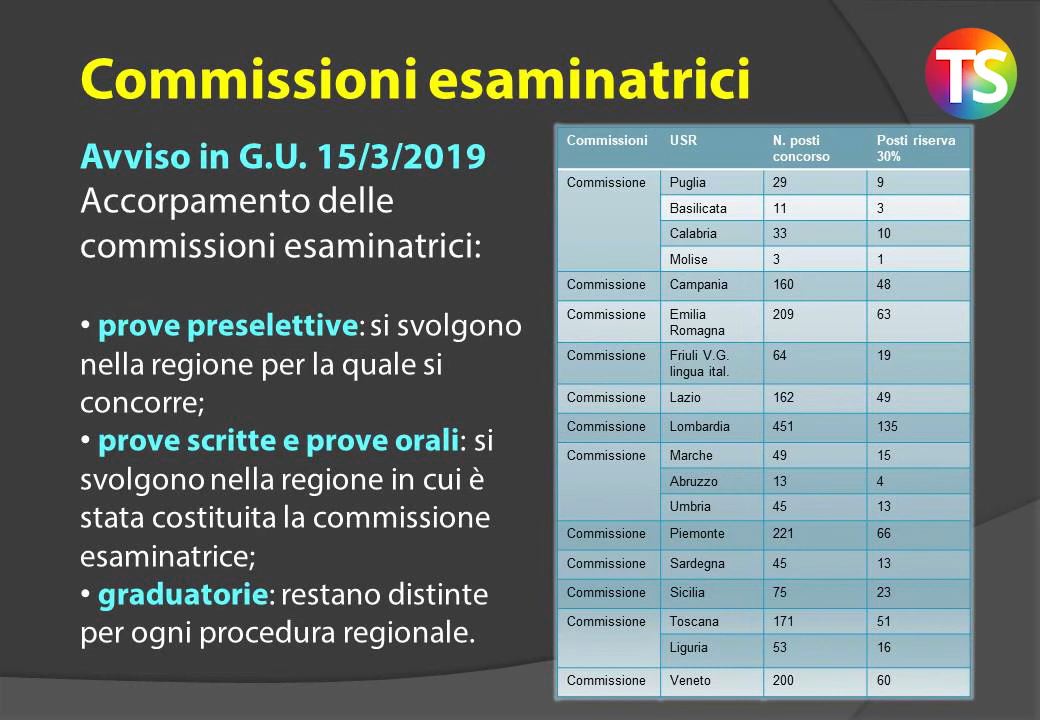 Commissioni esaminatrici
TS
Avviso in G.U. 15/3/2019
Accorpamento delle
commissioni esaminatrici:
• prove preselettive: si svolgono
nella regione per la quale si
concorre;
• prove scritte e prove orali: si
svolgono nella regione in cui è
stata costituita la commissione
esaminatrice;
• graduatorie: restano distinte
per ogni procedura regionale.
Commissioni USR N. posti Posti riserva
concorso 30%
Commissione Puglia 29 9
Basilicata 11 3
Calabria 33 10
Molise 3 1
Commissione Campania 160 48
Commissione Emilia 209 63
Romagna
Commissione Friuli V.G. 64 19
lingua ital.
Commissione Lazio 162 49
Commissione Lombardia 451 135
Commissione Marche 49 15
Abruzzo 13 4
Umbria 45 13
Commissione Piemonte 221 66
Commissione Sardegna 45 13
Commissione Sicilia 75 23
Commissione Toscana 171 51
Liguria 53 16
Commissione Veneto 200 60